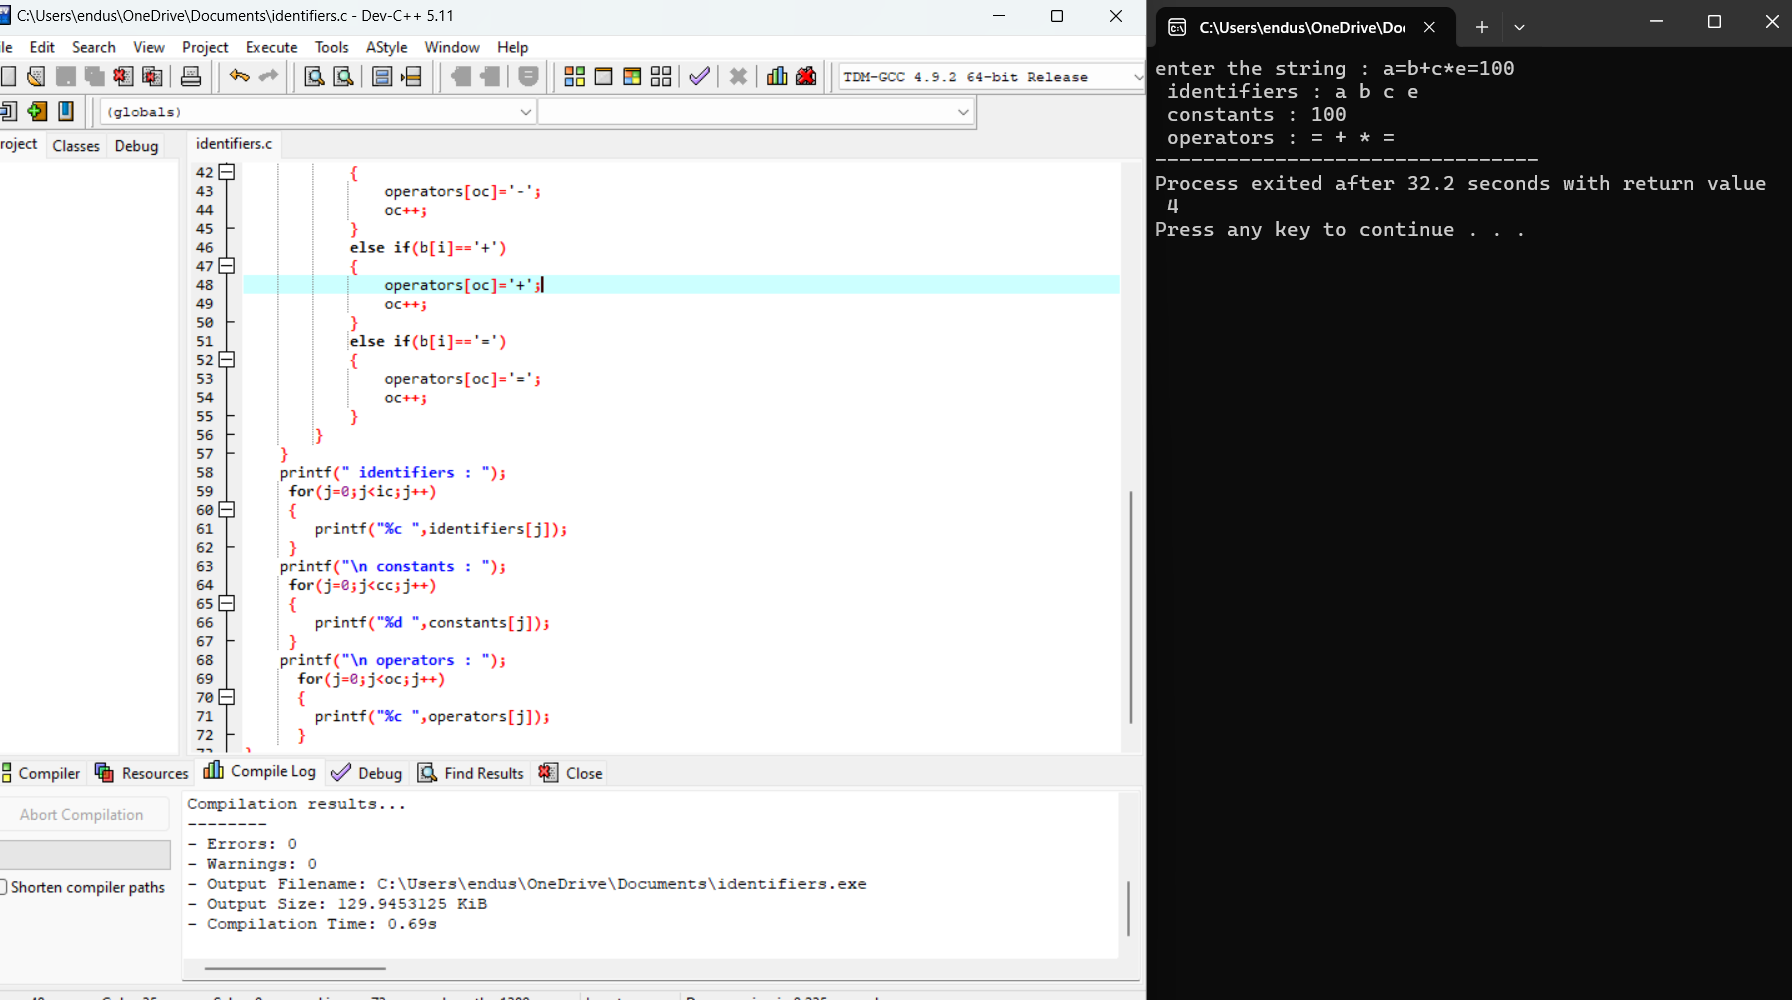 C:\Users\endus\OneDrive\Documents\identifiers.c - Dev-C++ 5.11
Edit Search View Project Execute Tools AStyle Window Help
TDM-GCC 4.9.2 64-bit Release
(globals)
Classes Debug
identifiers.c
42 {
43 operators[oc]='-';
44 oc++;
45 }
46 else if(b[i]=='+')
47 {
48 operators[oc]='+';
49 oc++;
50 }
51 else if(b[i]=='=')
52 {
53 operators[oc]='=';
54 oc++;
55 }
56 }
57 }
58 printf(" identifiers : ");
59 for(j=0;j<ic;j++)
60 {
61 printf("%c ",identifiers[j]);
62 }
63 printf("\n constants : ");
64 for(j=0;j<cc;j++)
65 {
66 printf("%d ",constants[j]);
67 }
68 printf("\n operators : ");
69 for(j=0;j<oc;j++)
70 {
71 printf("%c ",operators[j]);
72 }
Compiler Resources Compile Log Debug Find Results Close
Abort Compilation
Shorten compiler paths
Compilation results...
--------
- Errors: 0
- Warnings: 0
- Output Filename: C:\Users\endus\OneDrive\Documents\identifiers.exe
- Output Size: 129.9453125 KiB
- Compilation Time: 0.69s
C:\Users\endus\OneDrive\Do
enter the string : a=b+c*e=100
identifiers : a b c e
constants : 100
operators : = + * =
--------------------------------
Process exited after 32.2 seconds with return value
4
Press any key to continue . . .